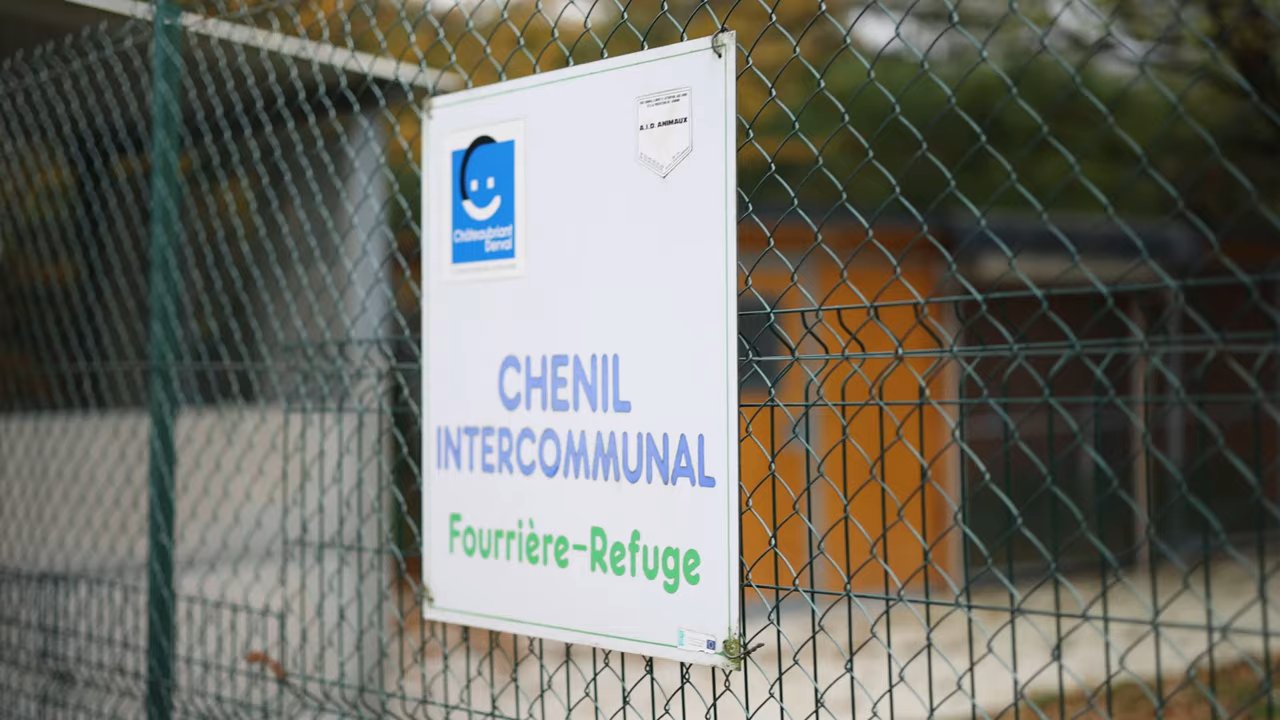 A.I.D. ANIMAUX
Châteaubriant
Derval
CHENIL
INTERCOMMUNAL
Fourrière-Refuge